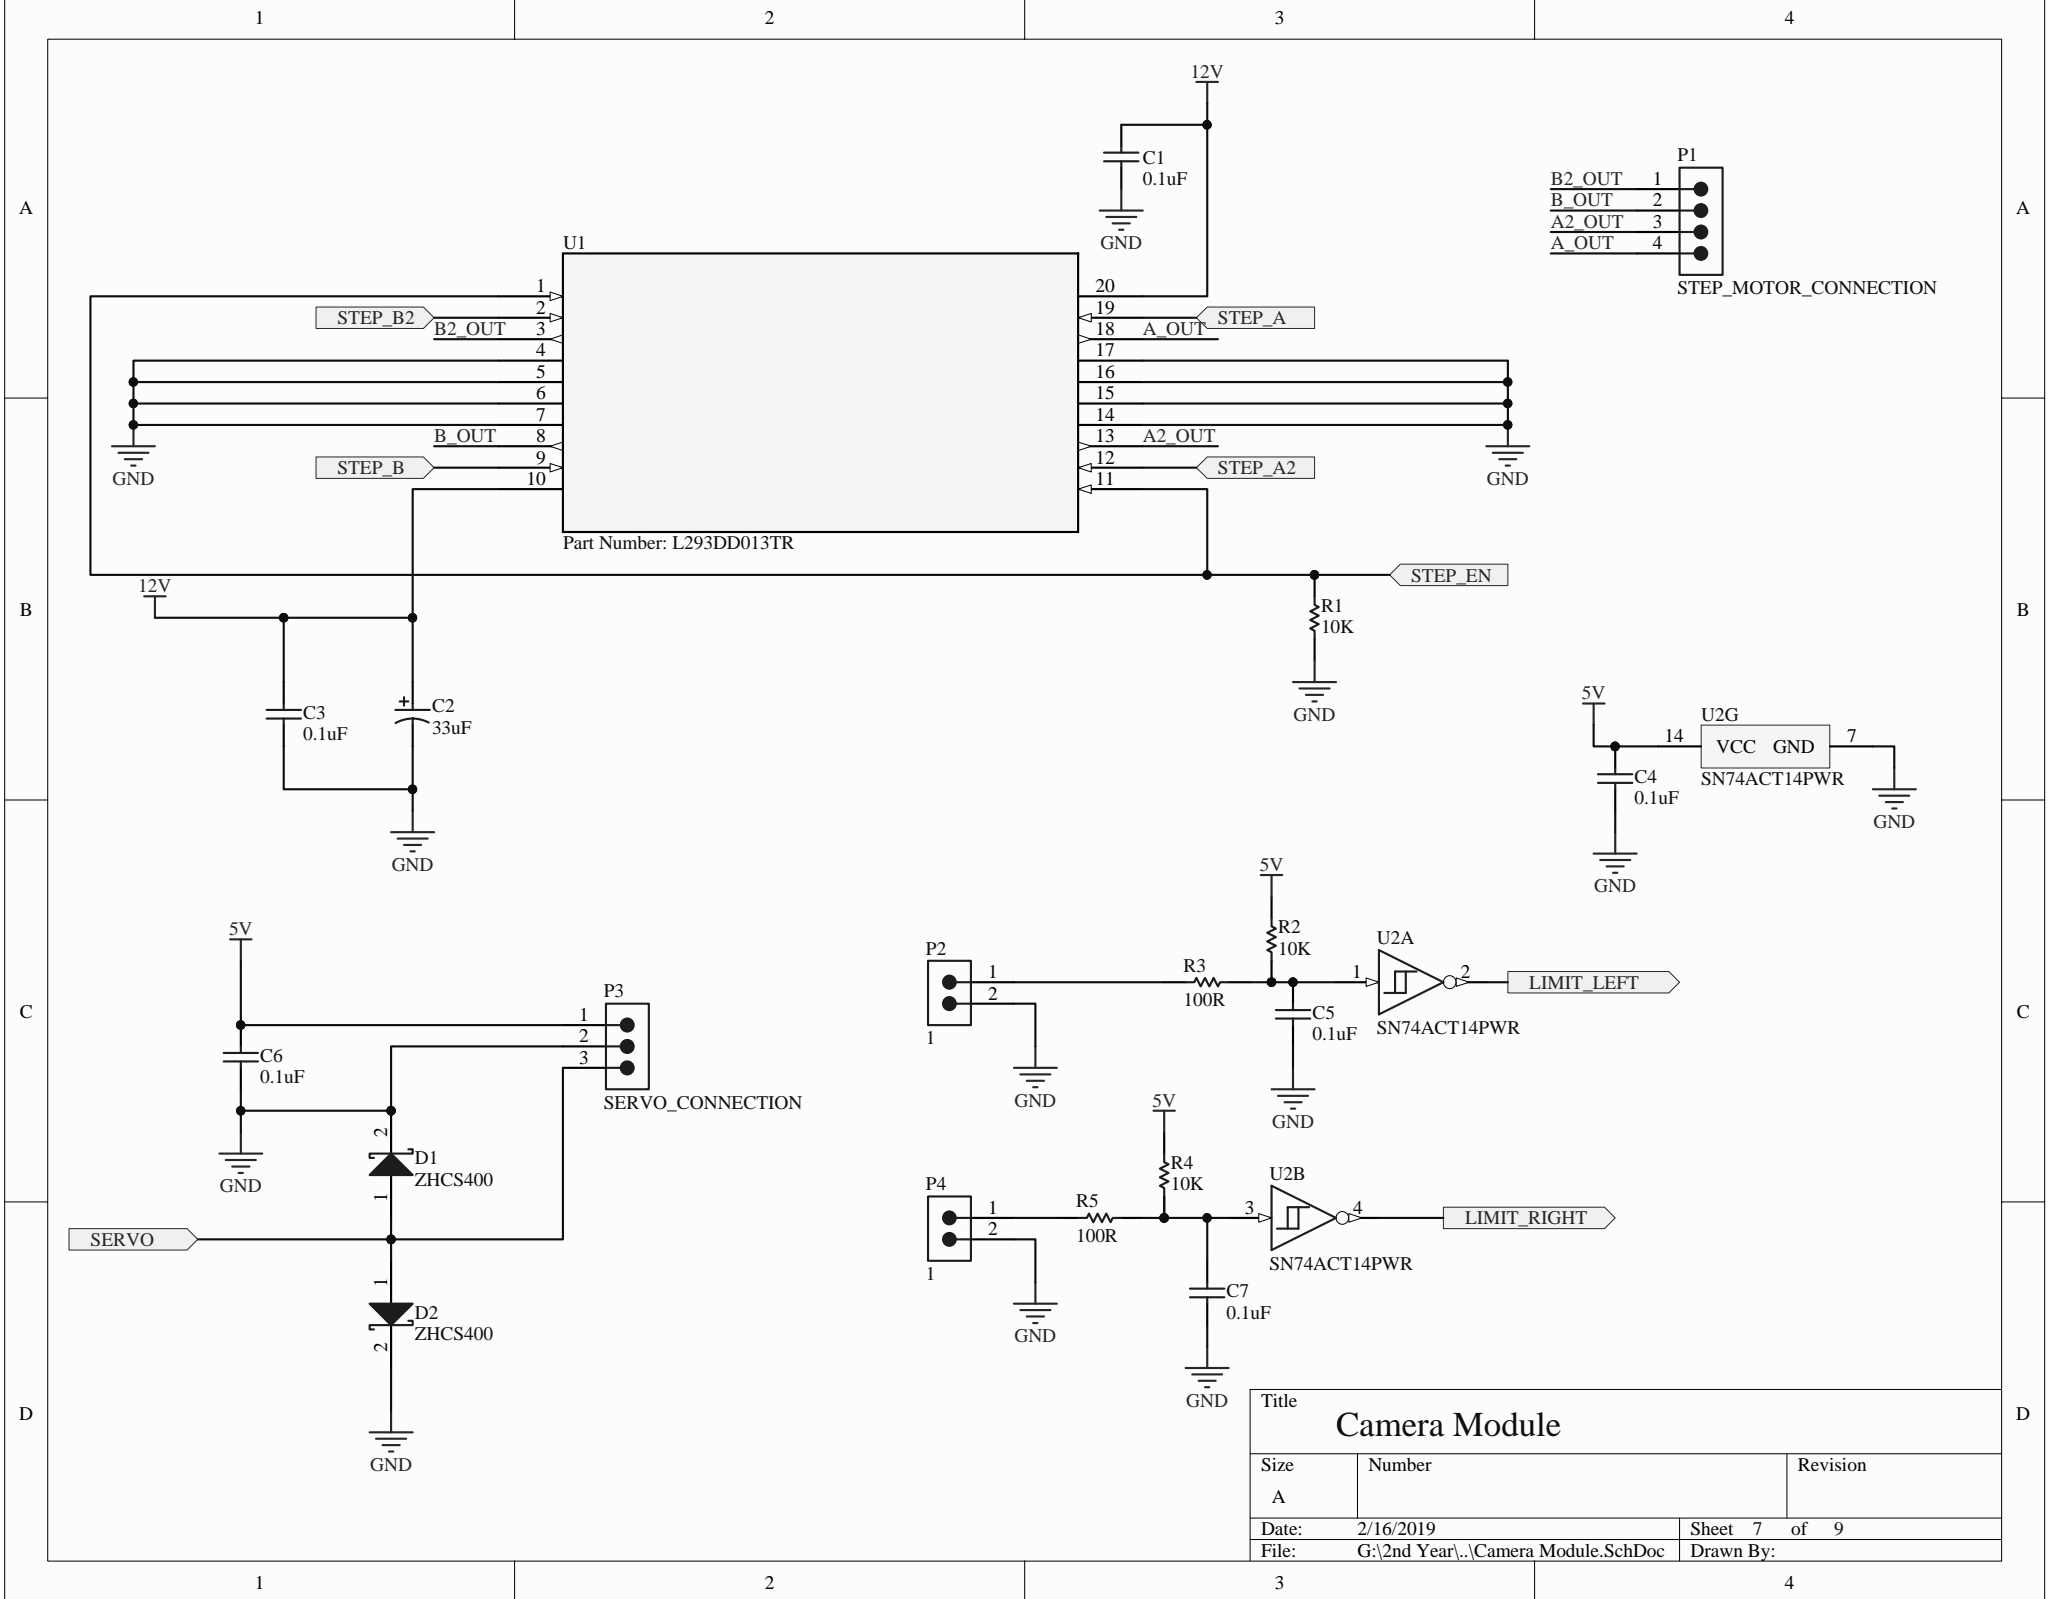 1 2 3 4
A A
B B
C C
D D
12V
C1
0.1uF
GND
P1
B2_OUT 1
B_OUT 2
A2_OUT 3
A_OUT 4
STEP_MOTOR_CONNECTION
U1
1 20
STEP_B2 2 19 STEP_A
B2_OUT 3 18 A_OUT
4 17
5 16
6 15
7 14
B_OUT 8 13 A2_OUT
STEP_B 9 12 STEP_A2
10 11
GND
GND
Part Number: L293DD013TR
STEP_EN
12V
R1
10K
GND
C3
0.1uF
C2
33uF
GND
5V
U2G
14 VCC GND 7
SN74ACT14PWR
C4
0.1uF
GND
GND
5V
P3
1
2
3
C6
0.1uF
SERVO_CONNECTION
GND
2
D1
ZHCS400
1
SERVO
1
D2
ZHCS400
2
GND
5V
R2
10K
P2
1
2
1
R3
100R
U2A
1 2
LIMIT_LEFT
SN74ACT14PWR
C5
0.1uF
GND
GND
5V
R4
10K
P4
1
2
1
R5
100R
U2B
3 4
LIMIT_RIGHT
SN74ACT14PWR
C7
0.1uF
GND
GND
Title
Camera Module
Size Number Revision
A
Date: 2/16/2019 Sheet 7 of 9
File: G:\2nd Year\..\Camera Module.SchDoc Drawn By:
1 2 3 4